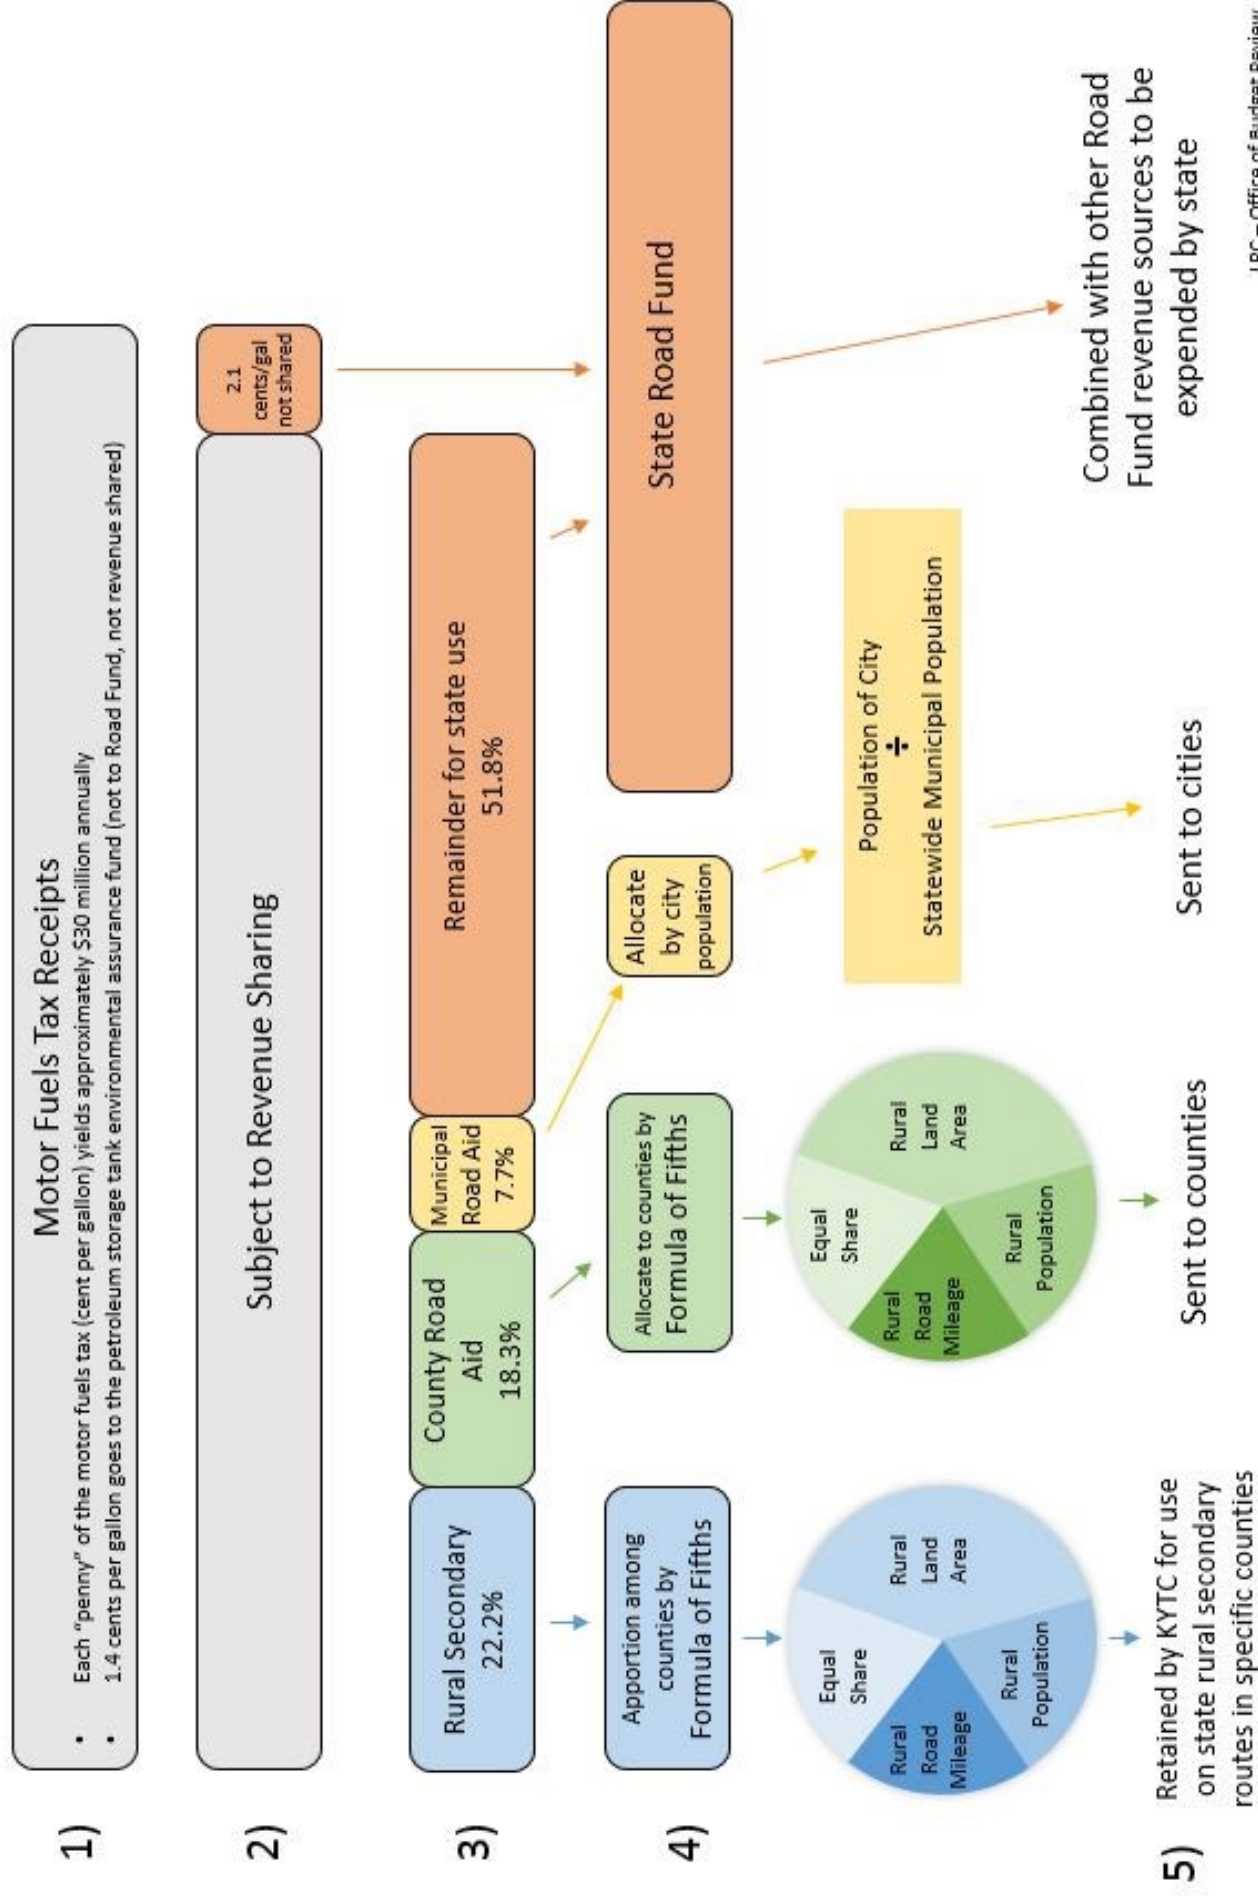 1)
Motor Fuels Tax Receipts
• Each "penny" of the motor fuels tax (cent per gallon) yields approximately $30 million annually
• 1.4 cents per gallon goes to the petroleum storage tank environmental assurance fund (not to Road Fund, not revenue shared)
2)
Subject to Revenue Sharing
2.1
cents/gal
not shared
3)
Rural Secondary
22.2%
County Road
Aid
18.3%
Municipal
Road Aid
7.7%
Remainder for state use
51.8%
4)
Apportion among
counties by
Formula of Fifths
Allocate to counties by
Formula of Fifths
Allocate
by city
population
State Road Fund
Equal
Share
Rural
Land
Area
Rural
Road
Mileage
Rural
Population
Equal
Share
Rural
Land
Area
Rural
Road
Mileage
Rural
Population
Population of City
÷
Statewide Municipal Population
5)
Retained by KYTC for use
on state rural secondary
routes in specific counties
Sent to counties
Sent to cities
Combined with other Road
Fund revenue sources to be
expended by state
LRC – Office of Budget Review